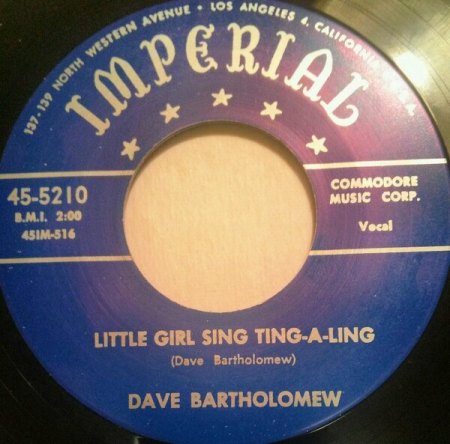 137-139 NORTH WESTERN AVENUE • LOS ANGELES 4, CALIFORNIA
IMPERIAL
45-5210
B.M.I. 2:00
45IM-516
COMMODORE
MUSIC CORP.
Vocal
LITTLE GIRL SING TING-A-LING
(Dave Bartholomew)
DAVE BARTHOLOMEW